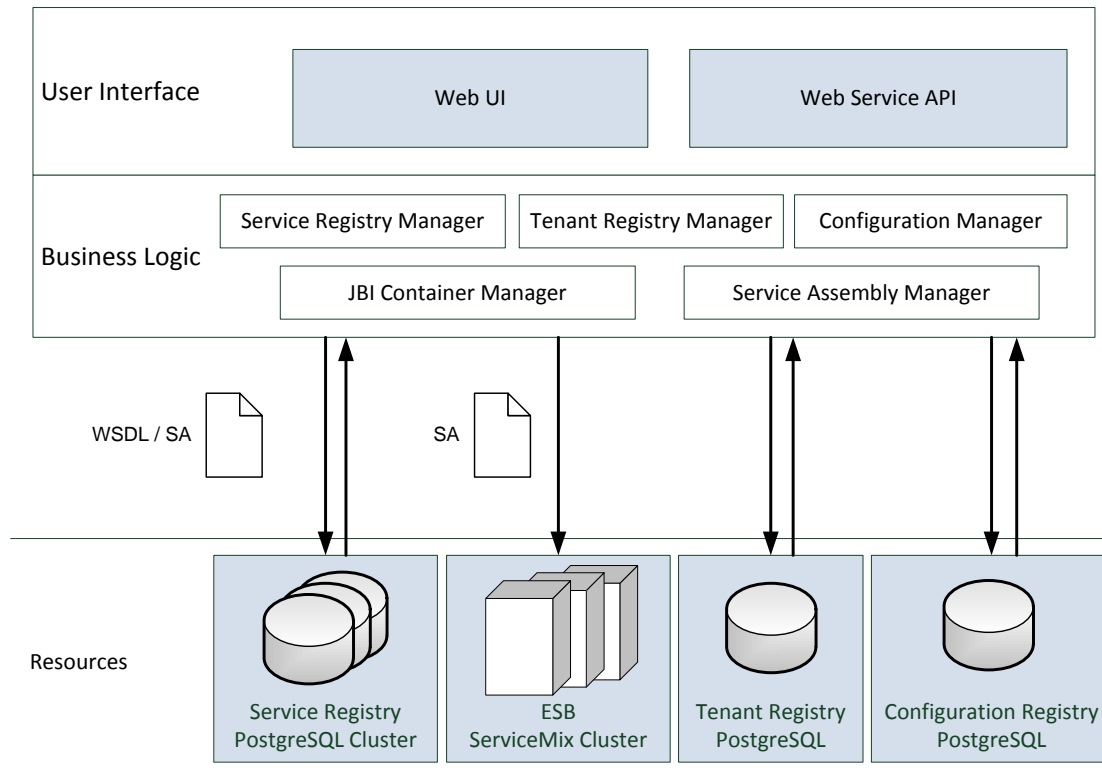 User Interface
Web UI
Web Service API
Business Logic
Service Registry Manager
Tenant Registry Manager
Configuration Manager
JBI Container Manager
Service Assembly Manager
WSDL / SA
SA
Resources
Service Registry
PostgreSQL Cluster
ESB
ServiceMix Cluster
Tenant Registry
PostgreSQL
Configuration Registry
PostgreSQL